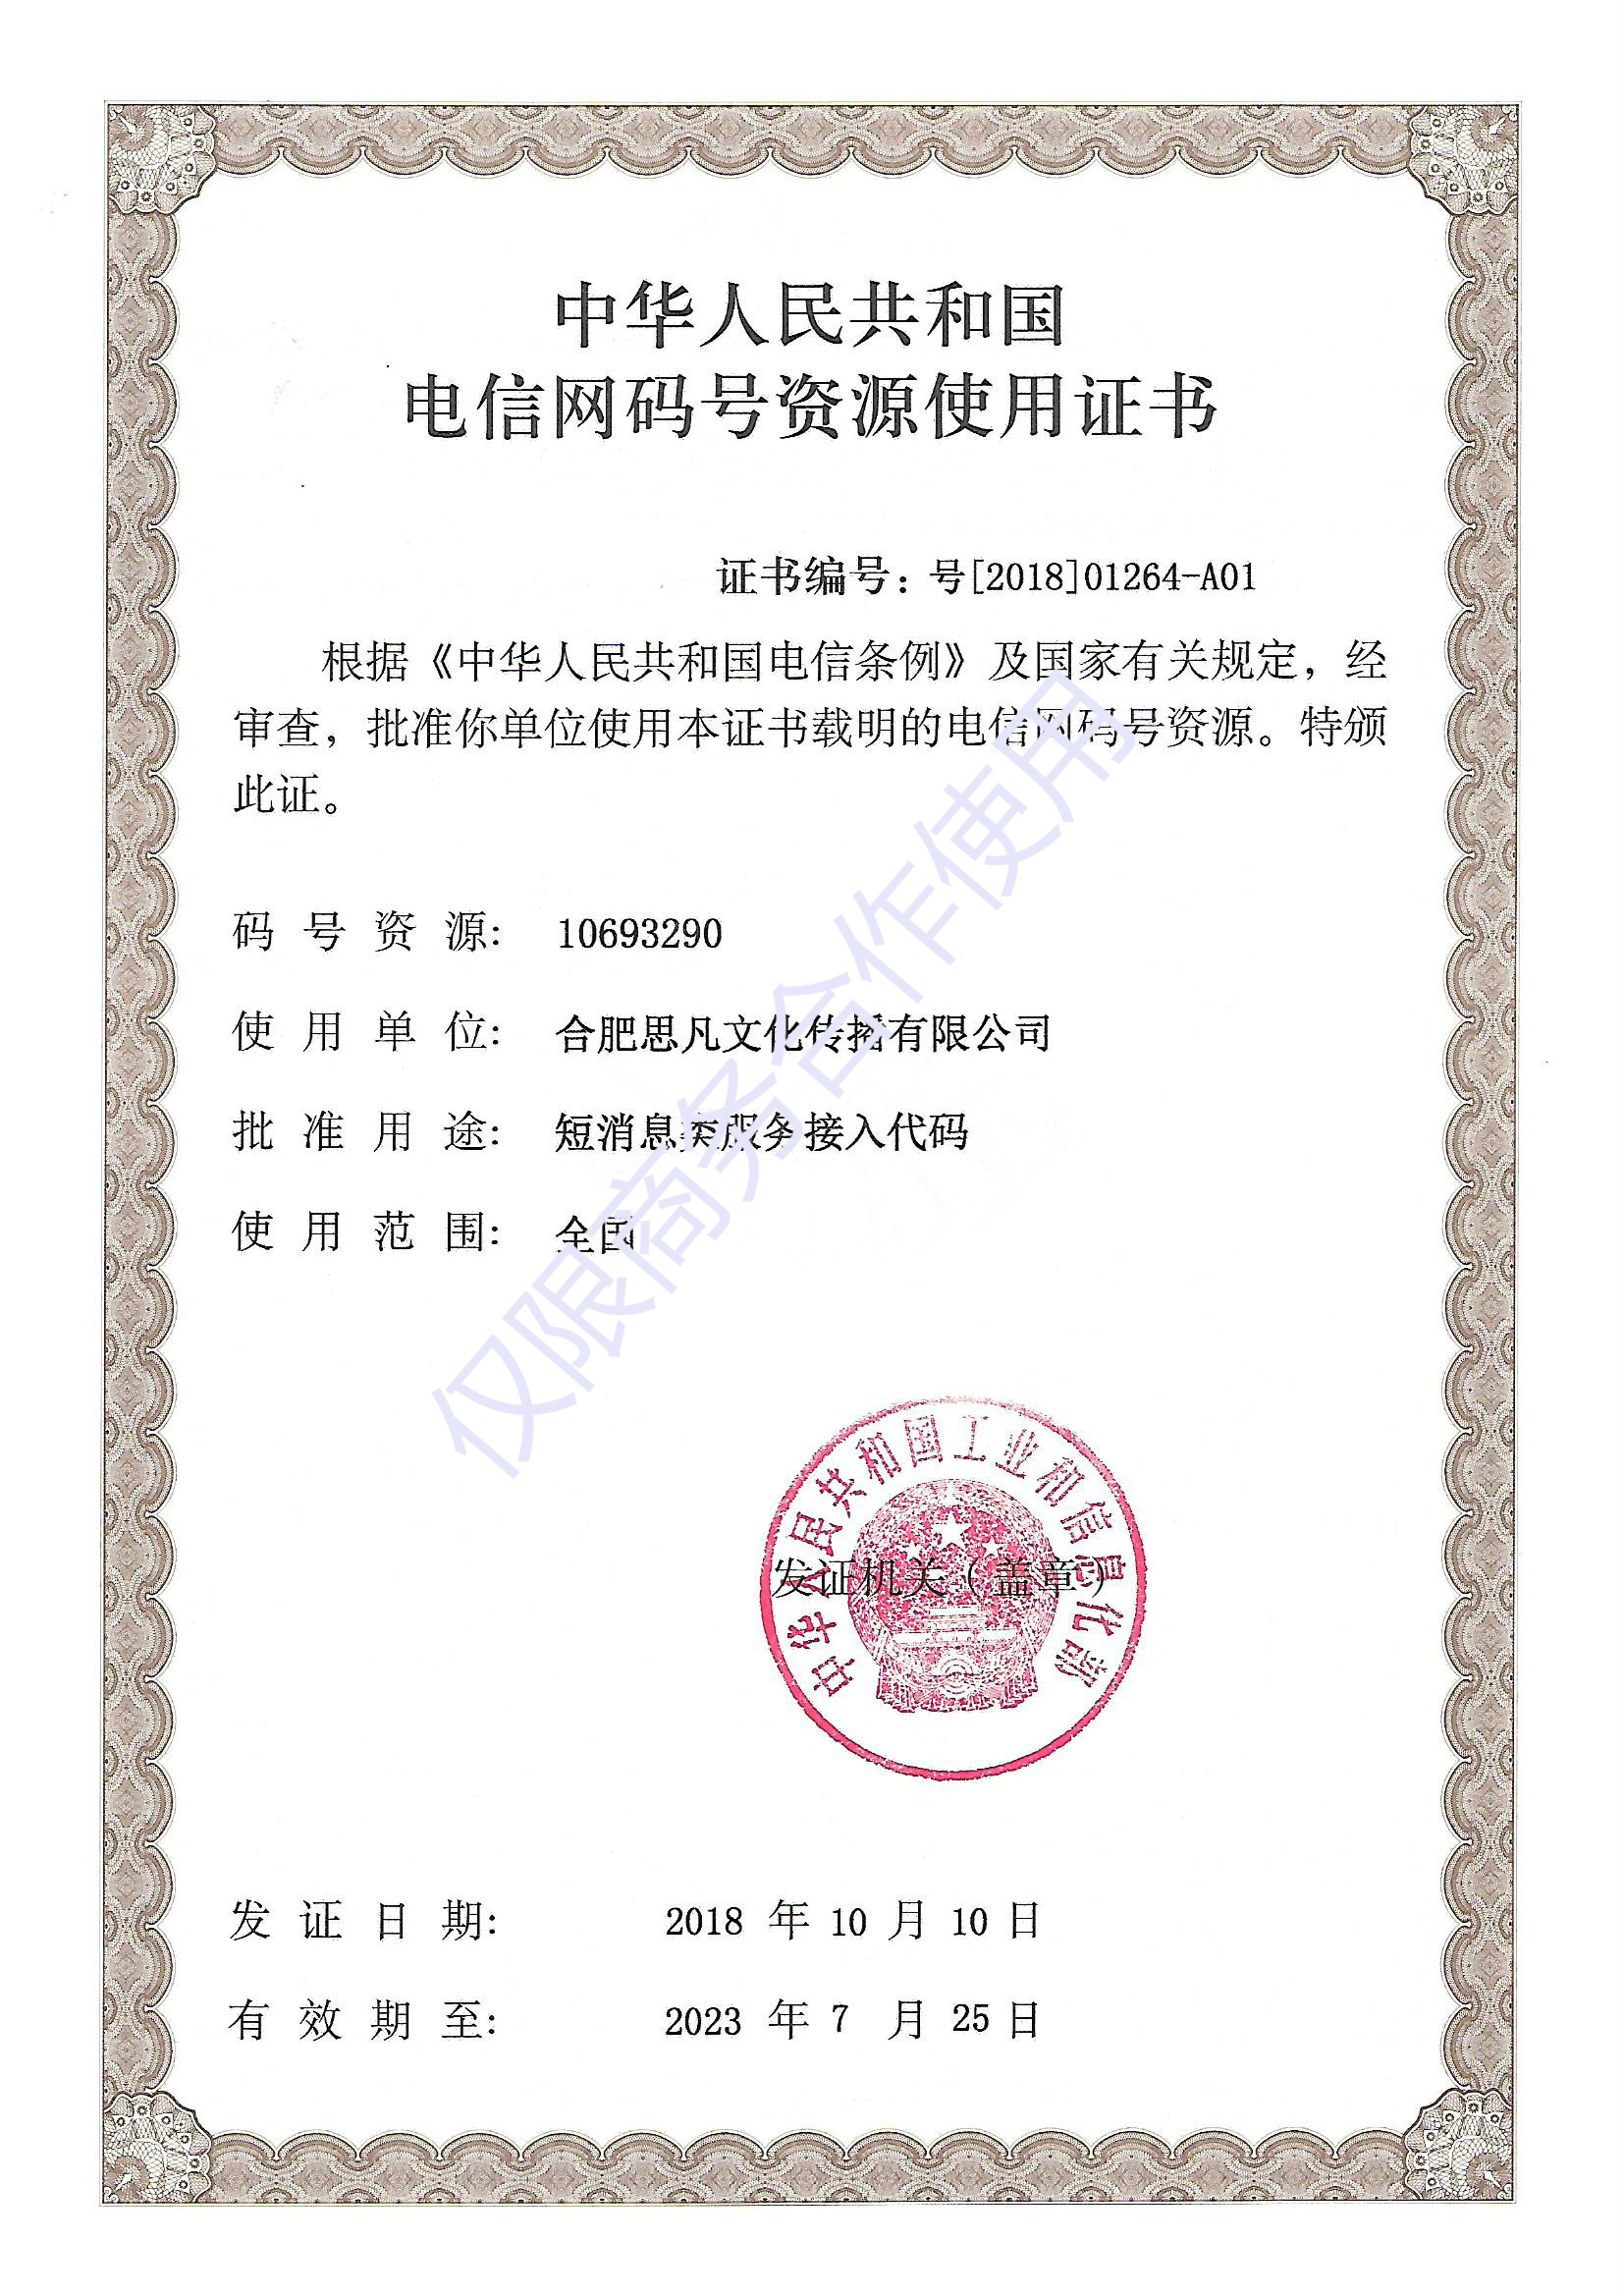 中华人民共和国
电信网码号资源使用证书
证书编号：号[2018]01264-A01
根据《中华人民共和国电信条例》及国家有关规定，经
审查，批准你单位使用本证书载明的电信网码号资源。特颁
此证。
码号资源： 10693290
使用单位： 合肥思凡文化传播有限公司
批准用途： 短消息类服务接入代码
使用范围： 全国
仅限商务合作使用
中华人民共和国工业和信息化部
发证机关（盖章）
发证日期： 2018 年 10 月 10 日
有效期至： 2023 年 7 月 25 日